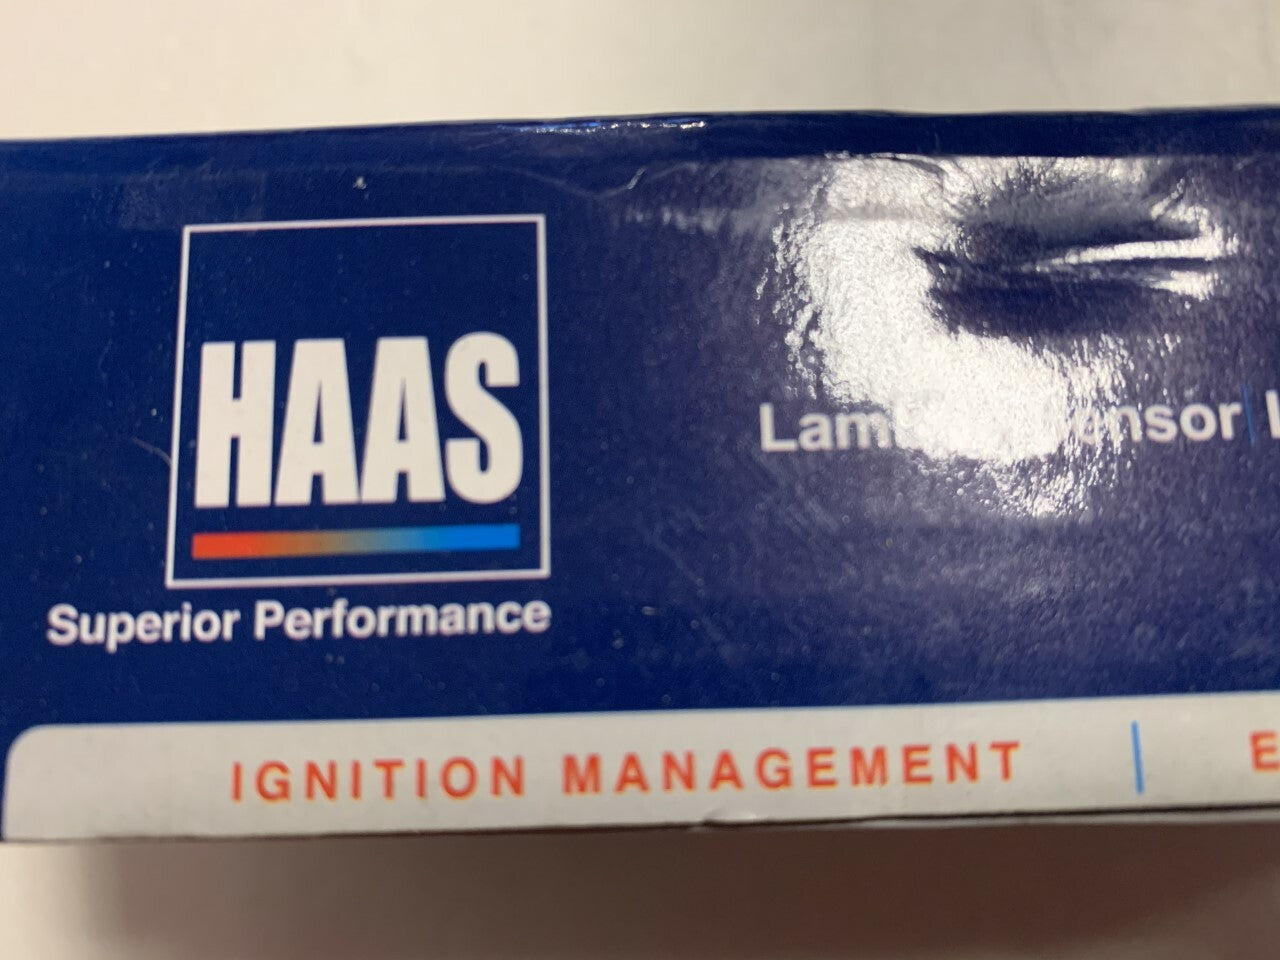 HAAS
Superior Performance
Sensor
IGNITION MANAGEMENT